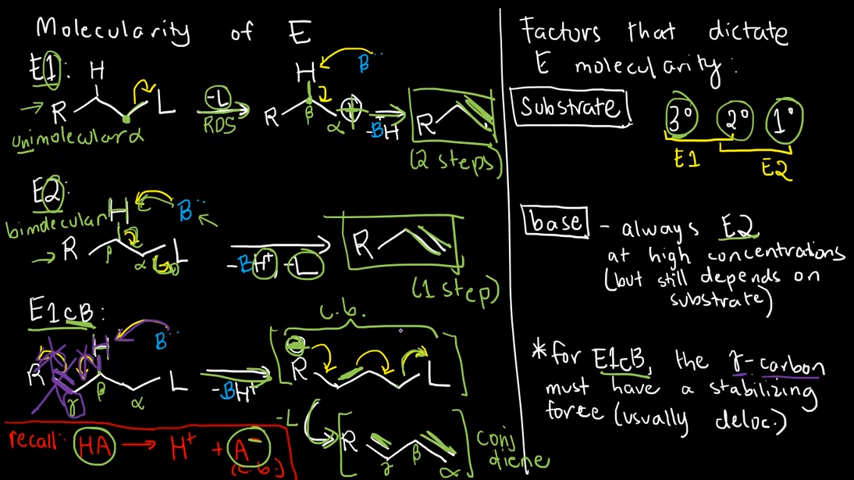 Molecularity of E
E1:
H
B..
R
L
-L
RDS
H
R
β
α
+
-BH
+
R
unimolecular α
(2 steps)
E2:
bimolecular
H
B..
R
β
α
L
-BH+ -L
R
(1 step)
E1cB:
c.b.
H
B..
R
γ
β
α
L
-BH+
R
L
-L
R
γ
β
α
conj
diene
recall: HA → H+ + A-
(c.b.)
Factors that dictate
E molecularity:
Substrate
3° 2° 1°
E1
E2
base - always E2
at high concentrations
(but still depends on
substrate)
*for E1cB, the γ-carbon
must have a stabilizing
force (usually deloc.)